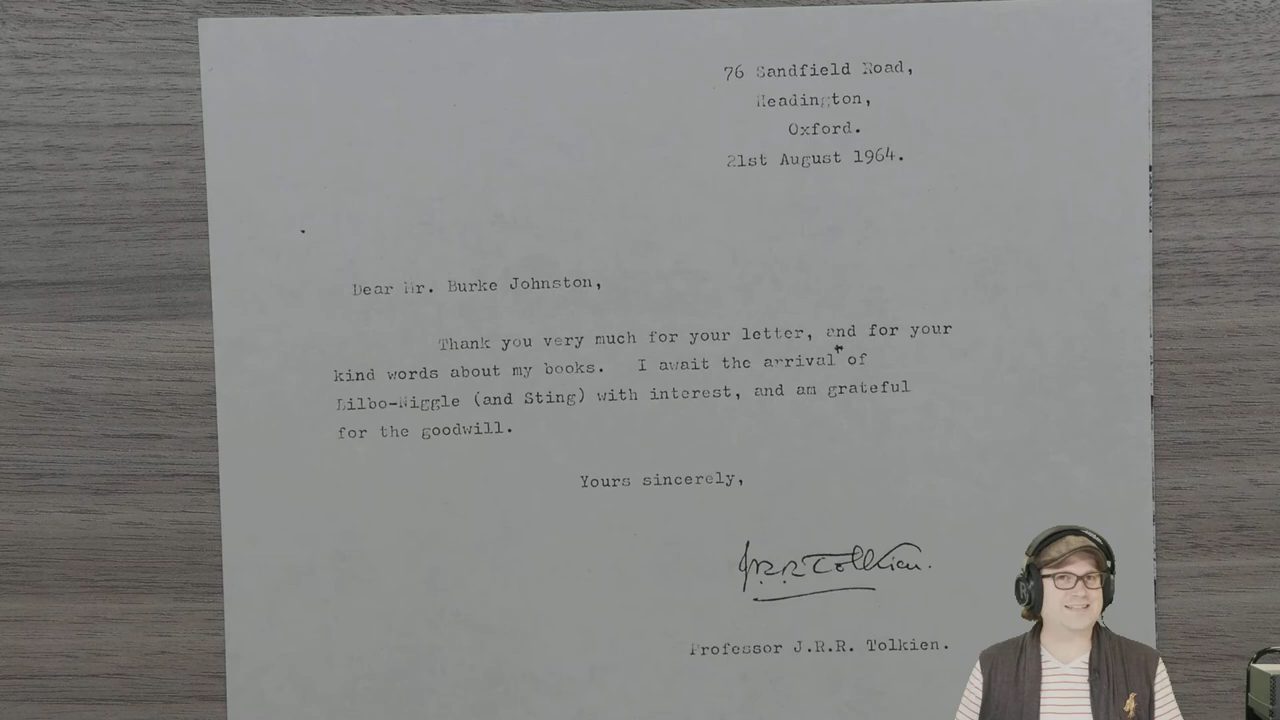 76 Sandfield Road,
Headington,
Oxford.
21st August 1964.
Dear Mr. Burke Johnston,
Thank you very much for your letter, and for your
kind words about my books. I await the arrival of
Bilbo-Niggle (and Sting) with interest, and am grateful
for the goodwill.
Yours sincerely,
J.R.R. Tolkien.
Professor J.R.R. Tolkien.